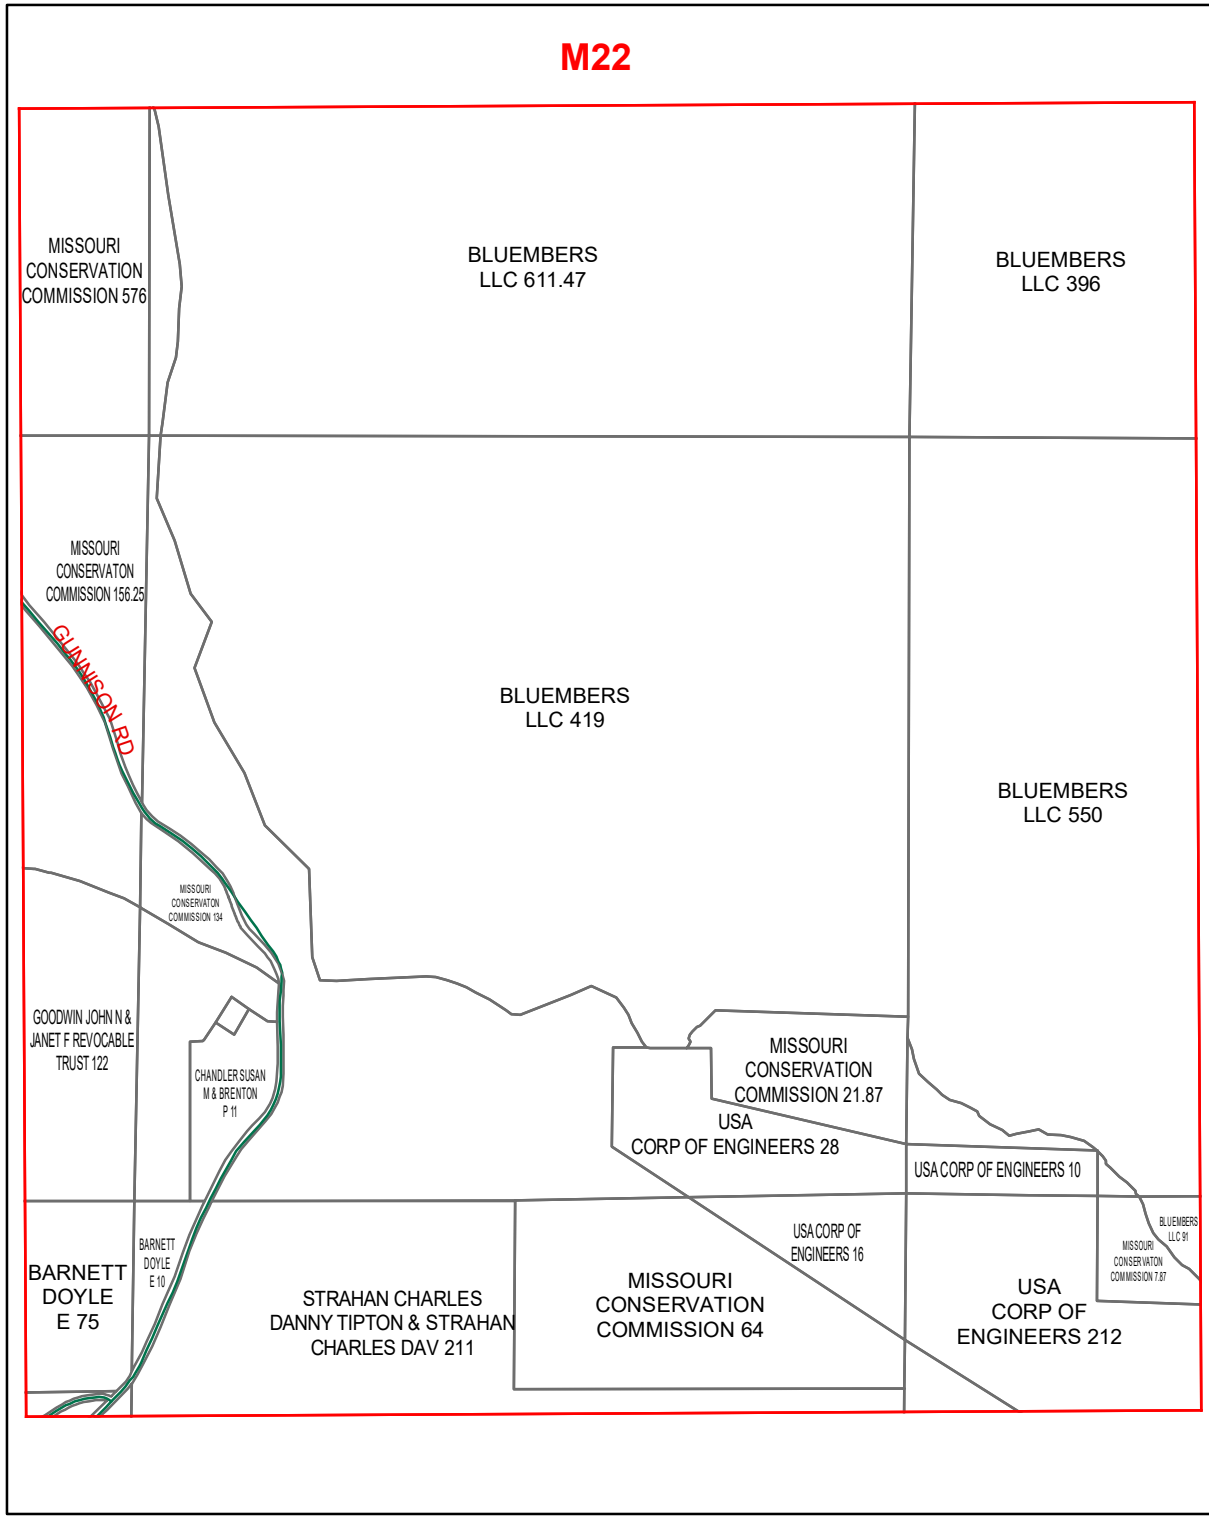 M22
MISSOURI
CONSERVATION
COMMISSION 576
BLUEMBERS
LLC 611.47
BLUEMBERS
LLC 396
MISSOURI
CONSERVATON
COMMISSION 156.25
GUNNISON RD
BLUEMBERS
LLC 419
BLUEMBERS
LLC 550
MISSOURI
CONSERVATON
COMMISSION 134
GOODWIN JOHN N &
JANET F REVOCABLE
TRUST 122
CHANDLER SUSAN
M & BRENTON
P 11
MISSOURI
CONSERVATION
COMMISSION 21.87
USA
CORP OF ENGINEERS 28
USA CORP OF ENGINEERS 10
BARNETT
DOYLE
E 75
BARNETT
DOYLE
E 10
STRAHAN CHARLES
DANNY TIPTON & STRAHAN
CHARLES DAV 211
MISSOURI
CONSERVATION
COMMISSION 64
USA CORP OF
ENGINEERS 16
USA
CORP OF
ENGINEERS 212
MISSOURI
CONSERVATON
COMMISSION 7.87
BLUEMBERS
LLC 91